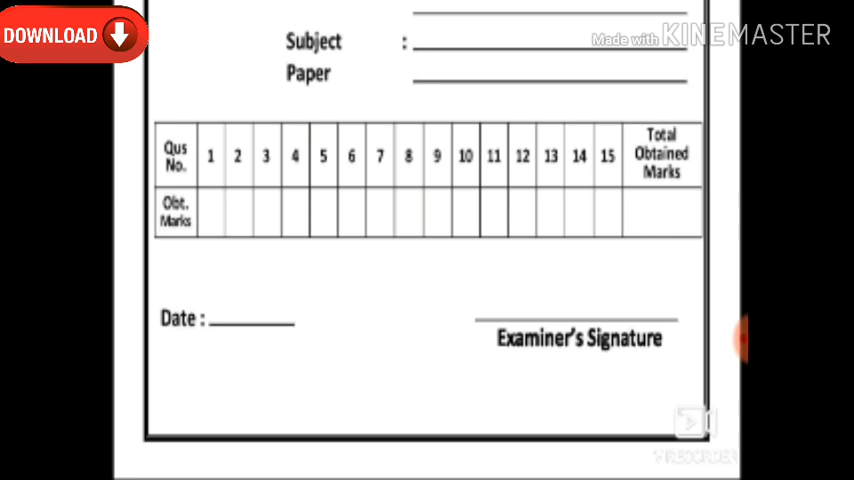 DOWNLOAD
Made with KINEMASTER
Subject :
Paper
Qus No. 1 2 3 4 5 6 7 8 9 10 11 12 13 14 15 Total Obtained Marks
Obt. Marks
Date :
Examiner's Signature
VRECORDER